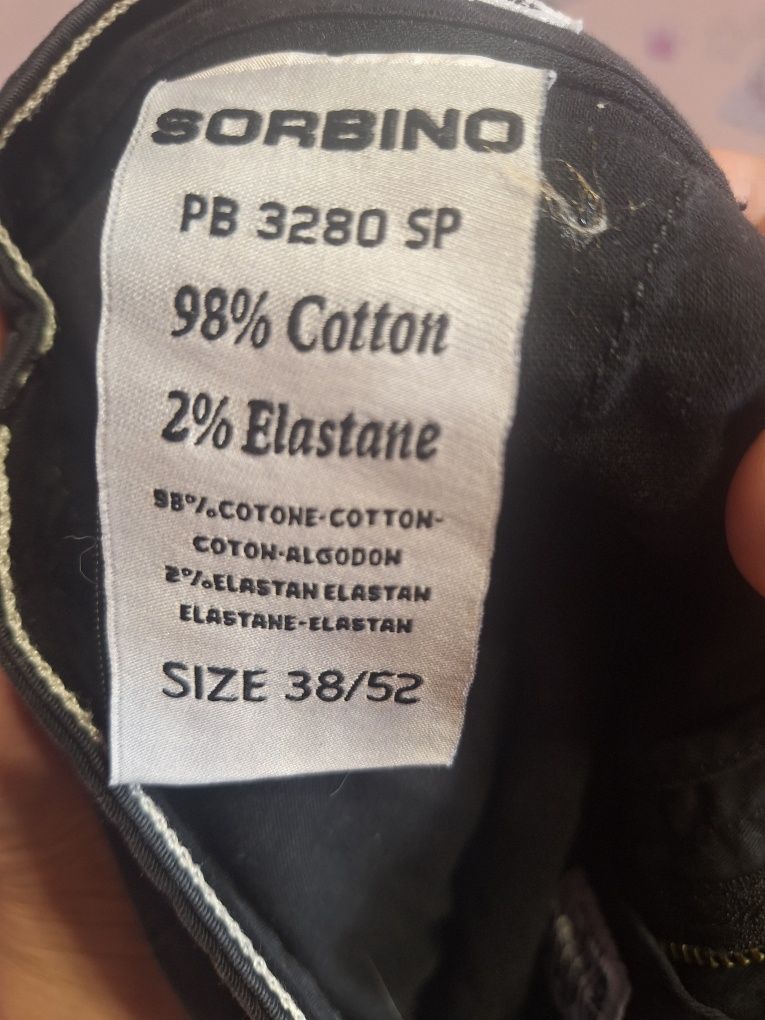 SORBINO
PB 3280 SP
98% Cotton
2% Elastane
98%COTONE-COTTON-
COTON-ALGODON
2%ELASTAN ELASTAN
ELASTANE-ELASTAN
SIZE 38/52